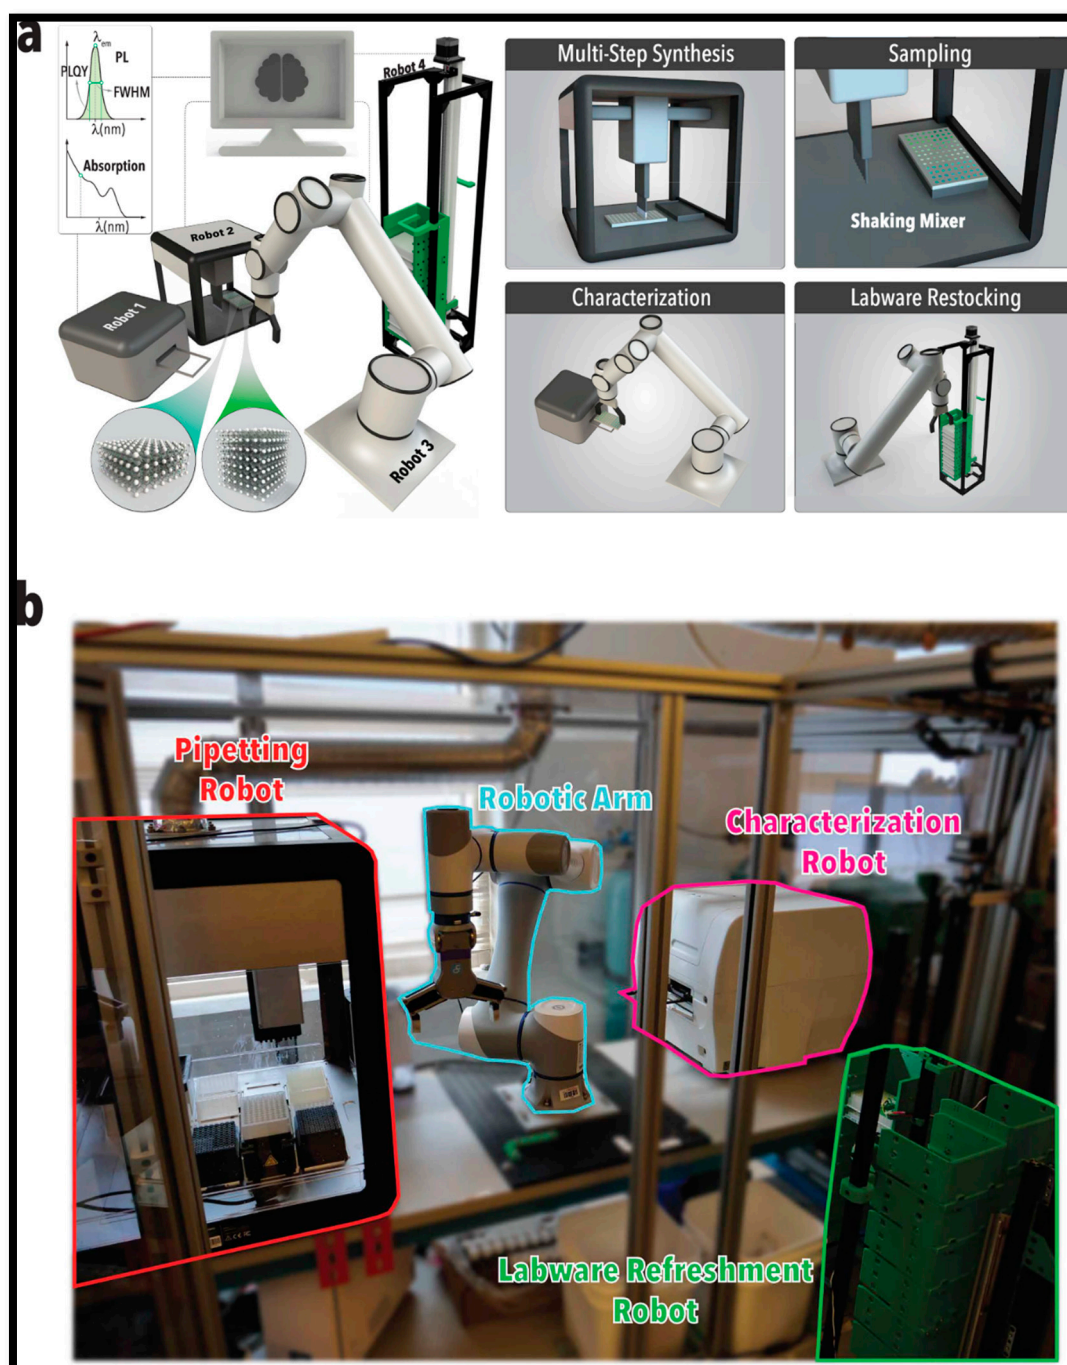 a
λem
PL
PLQY
FWHM
λ(nm)
Absorption
λ(nm)
Robot 4
Robot 2
Robot 1
Robot 3
Multi-Step Synthesis
Sampling
Shaking Mixer
Characterization
Labware Restocking
b
Pipetting
Robot
Robotic Arm
Characterization
Robot
Labware Refreshment
Robot